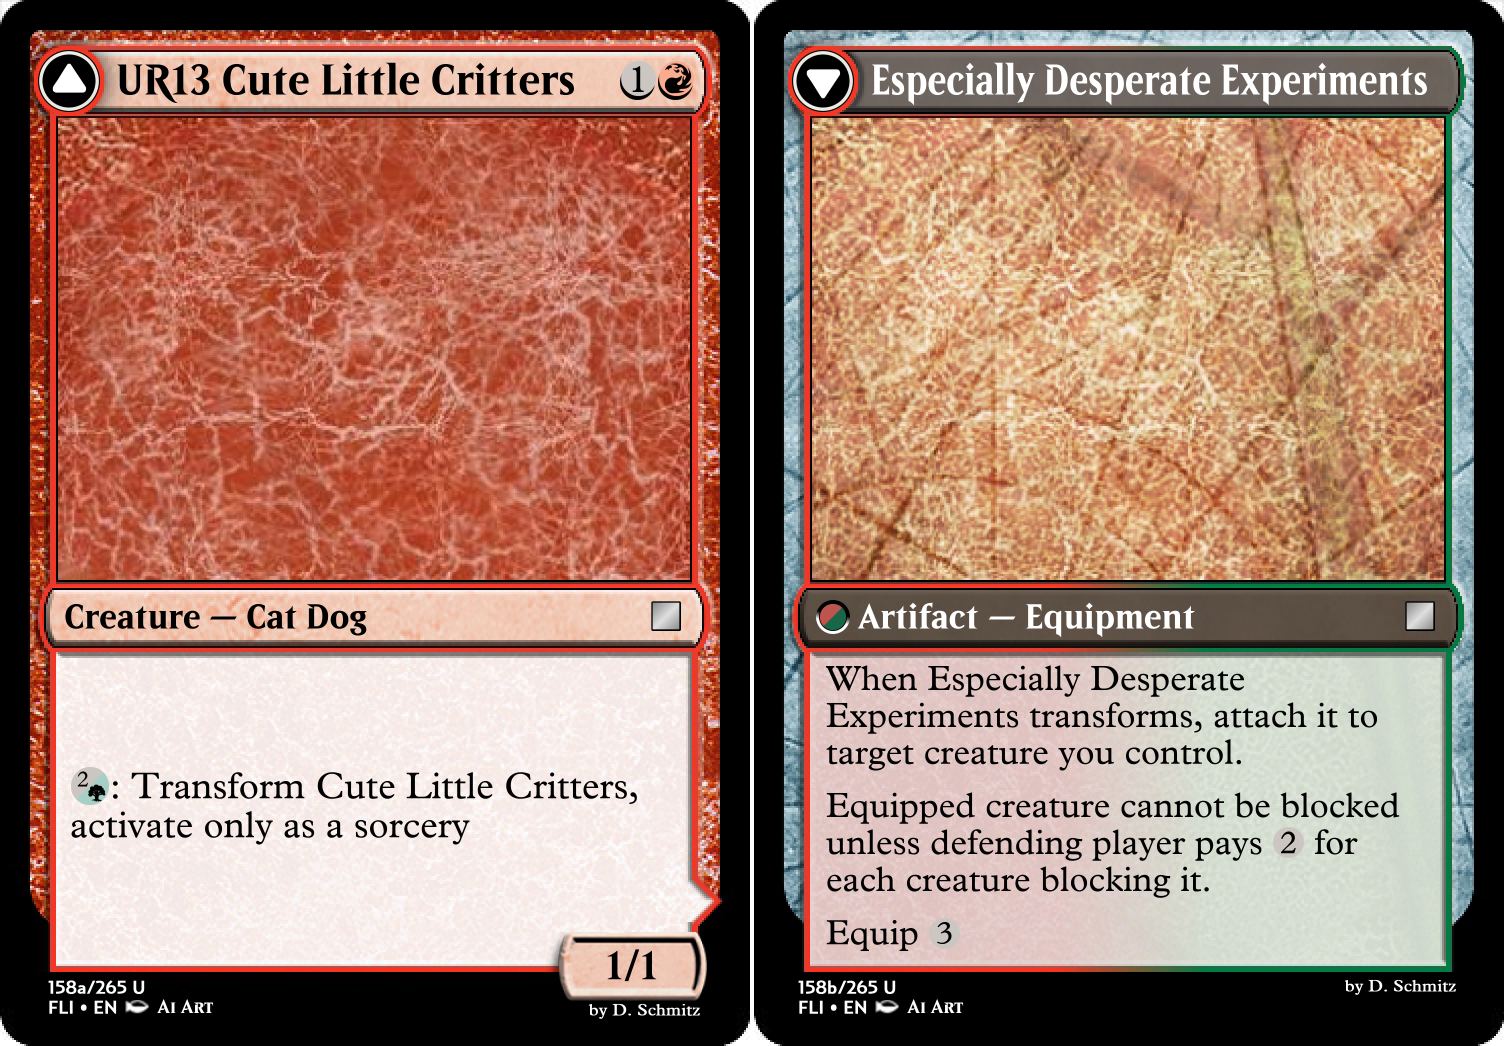 UR13 Cute Little Critters 1
Creature — Cat Dog
2: Transform Cute Little Critters,
activate only as a sorcery
1/1
158a/265 U
FLI • EN AI ART
by D. Schmitz
Especially Desperate Experiments
Artifact — Equipment
When Especially Desperate
Experiments transforms, attach it to
target creature you control.
Equipped creature cannot be blocked
unless defending player pays 2 for
each creature blocking it.
Equip 3
158b/265 U
FLI • EN AI ART
by D. Schmitz